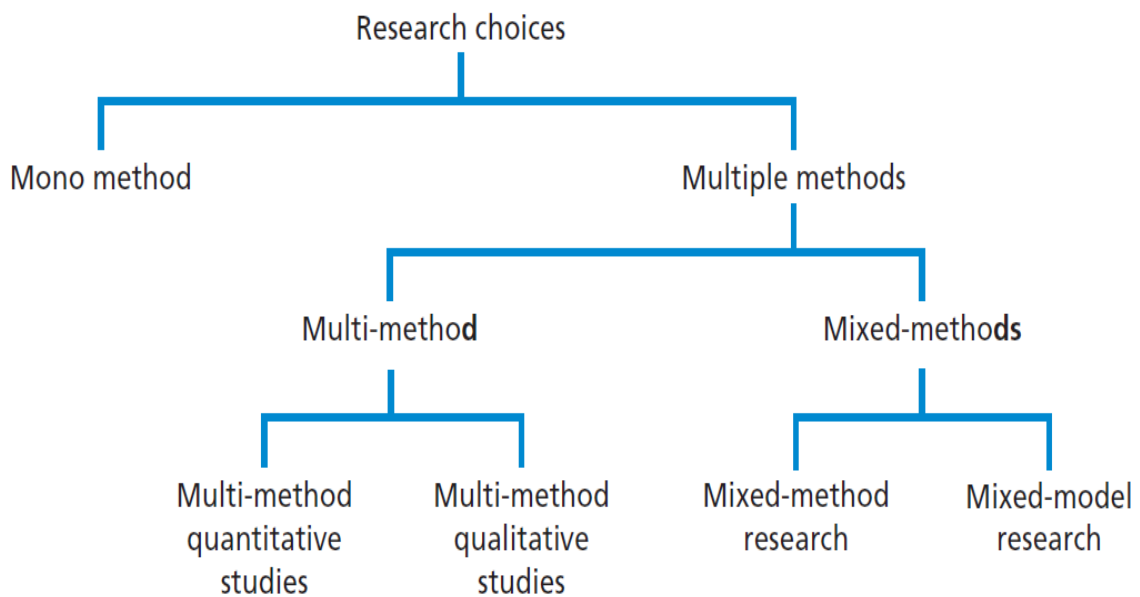 Research choices
Mono method
Multiple methods
Multi-method
Mixed-methods
Multi-method
quantitative
studies
Multi-method
qualitative
studies
Mixed-method
research
Mixed-model
research